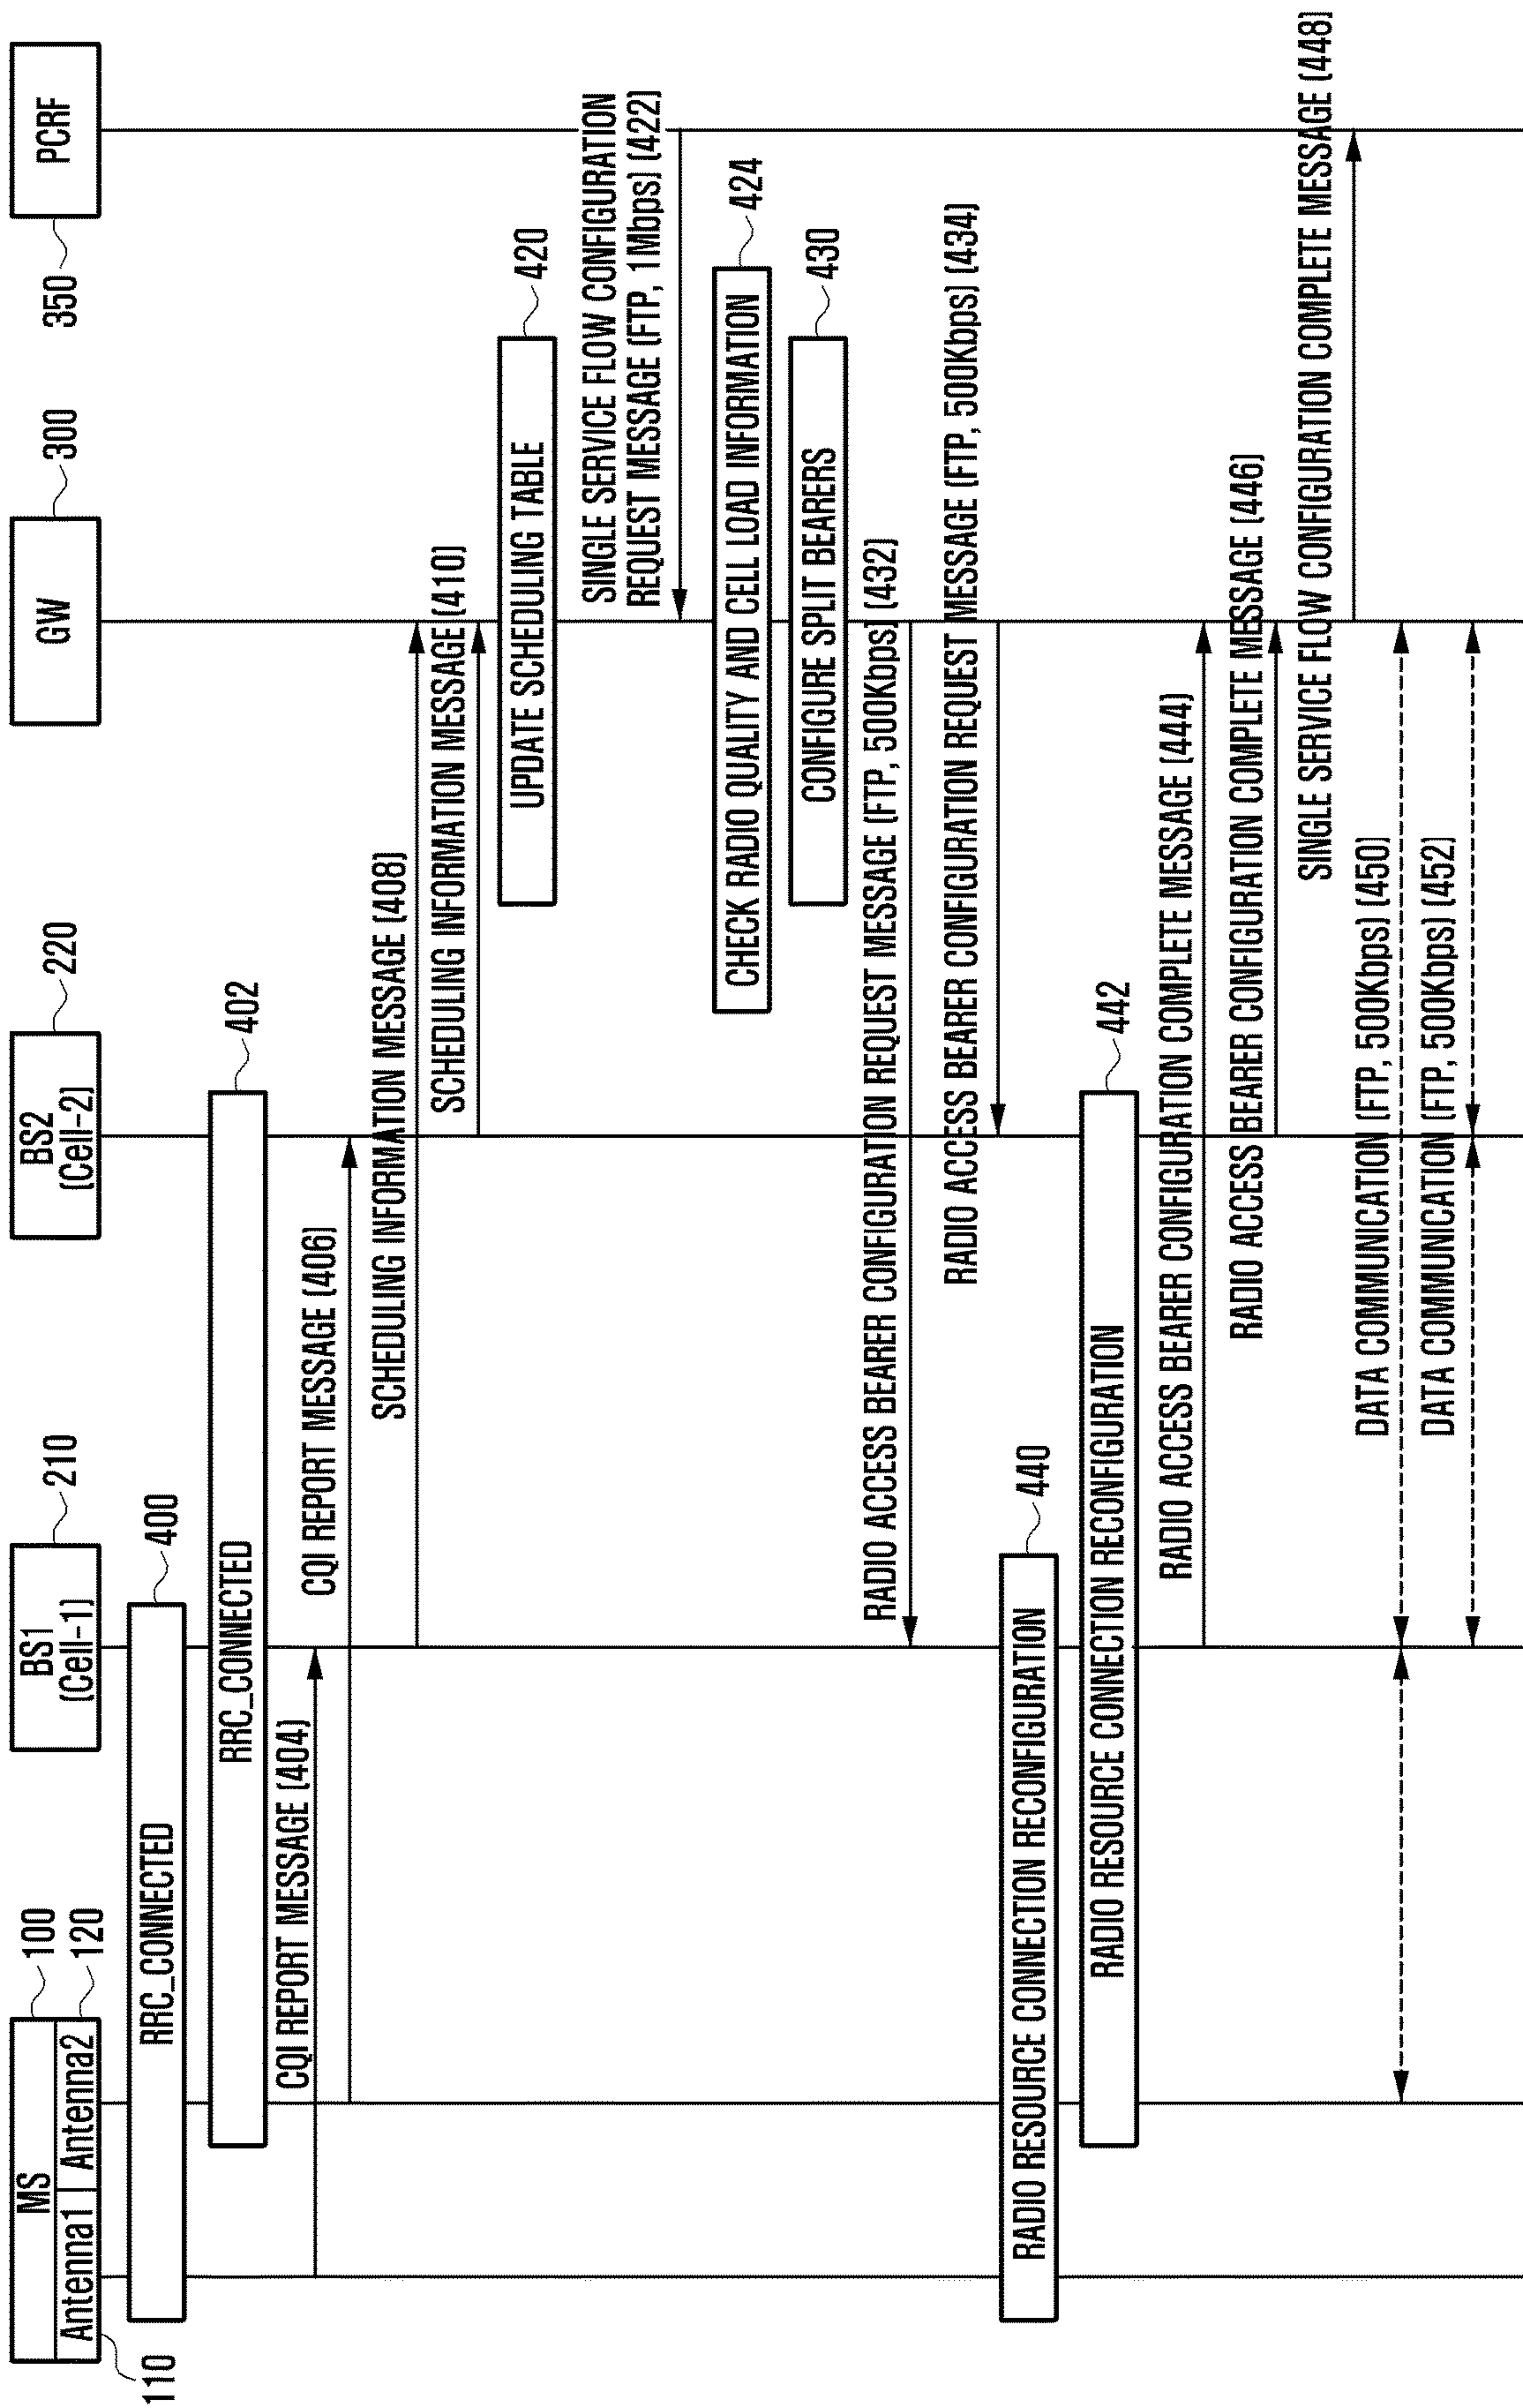 MS
100
Antenna1
Antenna2
120
110
BS1
(Cell-1)
210
BS2
(Cell-2)
220
GW
300
PCRF
350
RRC_CONNECTED
400
RRC_CONNECTED
402
CQI REPORT MESSAGE (404)
CQI REPORT MESSAGE (406)
SCHEDULING INFORMATION MESSAGE (408)
SCHEDULING INFORMATION MESSAGE (410)
UPDATE SCHEDULING TABLE
420
SINGLE SERVICE FLOW CONFIGURATION
REQUEST MESSAGE (FTP, 1Mbps) (422)
CHECK RADIO QUALITY AND CELL LOAD INFORMATION
424
CONFIGURE SPLIT BEARERS
430
RADIO ACCESS BEARER CONFIGURATION REQUEST MESSAGE (FTP, 500Kbps) (432)
RADIO ACCESS BEARER CONFIGURATION REQUEST MESSAGE (FTP, 500Kbps) (434)
RADIO RESOURCE CONNECTION RECONFIGURATION
440
RADIO RESOURCE CONNECTION RECONFIGURATION
442
RADIO ACCESS BEARER CONFIGURATION COMPLETE MESSAGE (444)
RADIO ACCESS BEARER CONFIGURATION COMPLETE MESSAGE (446)
SINGLE SERVICE FLOW CONFIGURATION COMPLETE MESSAGE (448)
DATA COMMUNICATION (FTP, 500Kbps) (450)
DATA COMMUNICATION (FTP, 500Kbps) (452)